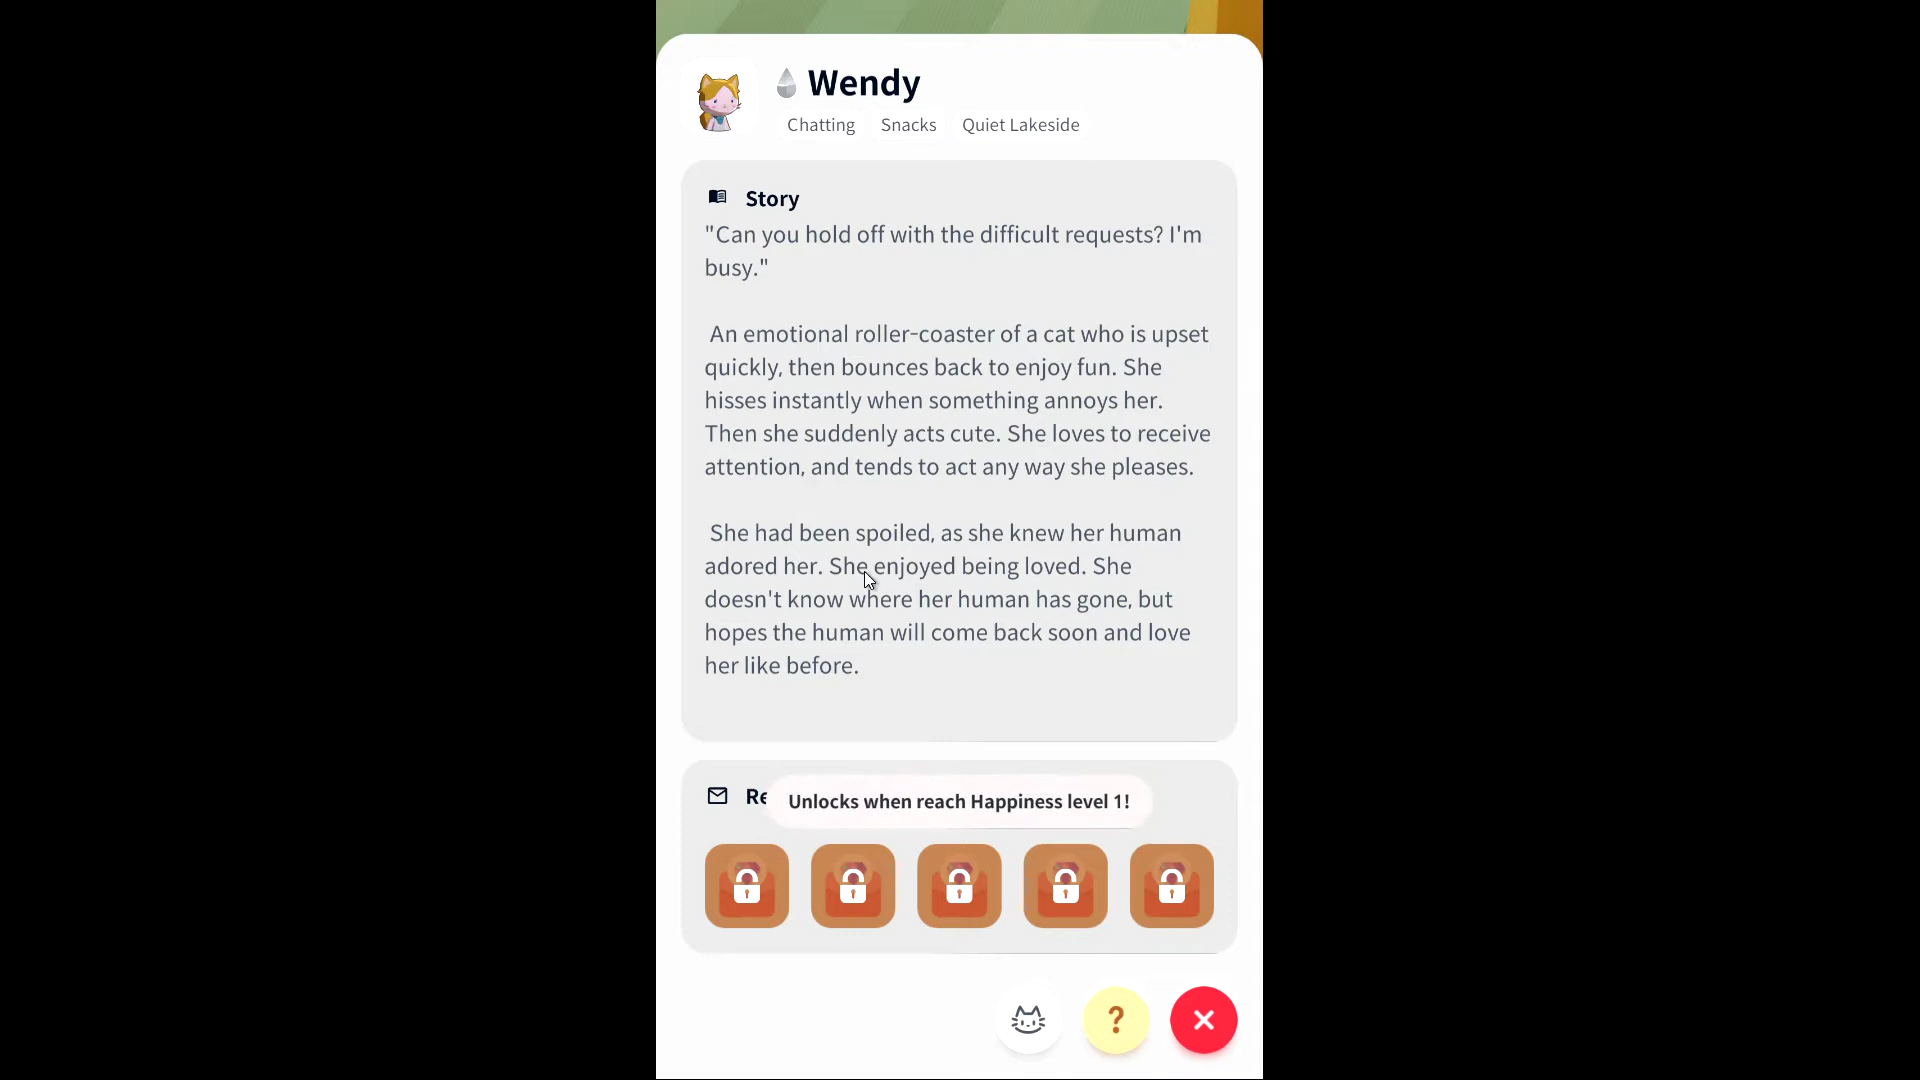 Wendy
Chatting Snacks Quiet Lakeside
Story
"Can you hold off with the difficult requests? I'm
busy."
An emotional roller-coaster of a cat who is upset
quickly, then bounces back to enjoy fun. She
hisses instantly when something annoys her.
Then she suddenly acts cute. She loves to receive
attention, and tends to act any way she pleases.
She had been spoiled, as she knew her human
adored her. She enjoyed being loved. She
doesn't know where her human has gone, but
hopes the human will come back soon and love
her like before.
Unlocks when reach Happiness level 1!
?